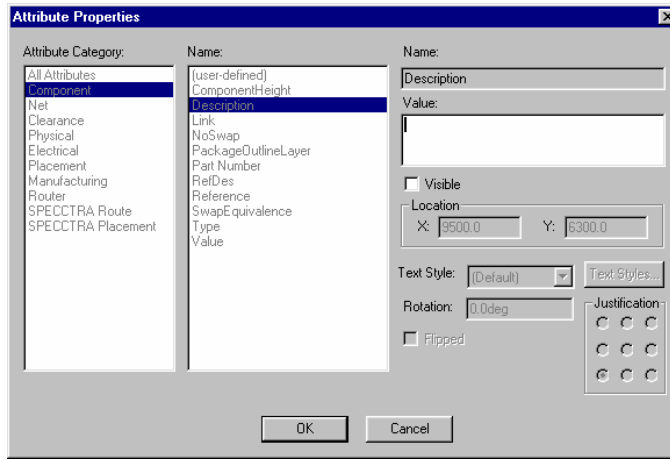 Attribute Properties
Attribute Category:
All Attributes
Component
Net
Clearance
Physical
Electrical
Placement
Manufacturing
Router
SPECCTRA Route
SPECCTRA Placement
Name:
(user-defined)
ComponentHeight
Description
Link
NoSwap
PackageOutlineLayer
Part Number
RefDes
Reference
SwapEquivalence
Type
Value
Name:
Description
Value:
Visible
Location
X: 9500.0 Y: 6300.0
Text Style: (Default) Text Styles...
Rotation: 0.0deg
Justification
Flipped
OK Cancel